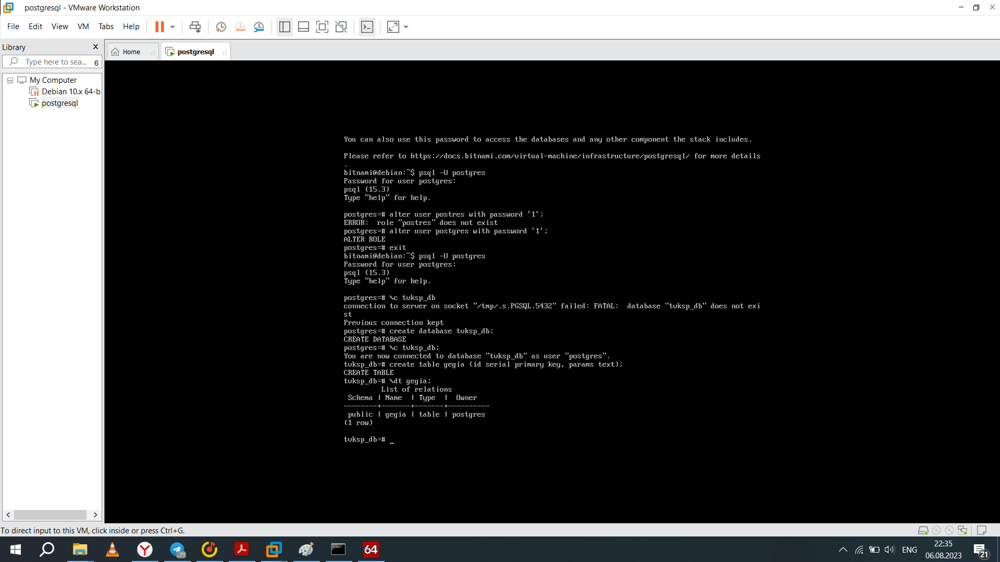 postgresql - VMware Workstation
File Edit View VM Tabs Help
Library
Type here to sea... 6
My Computer
Debian 10.x 64-b
postgresql
Home
postgresql
You can also use this password to access the databases and any other component the stack includes.
Please refer to https://docs.bitnami.com/virtual-machine/infrastructure/postgresql/ for more details
.
bitnami@debian:~$ psql -U postgres
Password for user postgres:
psql (15.3)
Type "help" for help.
postgres=# alter user postres with password '1';
ERROR:  role "postres" does not exist
postgres=# alter user postgres with password '1';
ALTER ROLE
postgres=# exit
bitnami@debian:~$ psql -U postgres
Password for user postgres:
psql (15.3)
Type "help" for help.
postgres=# \c tvksp_db
connection to server on socket "/tmp/.s.PGSQL.5432" failed: FATAL:  database "tvksp_db" does not exi
st
Previous connection kept
postgres=# create database tvksp_db;
CREATE DATABASE
postgres=# \c tvksp_db;
You are now connected to database "tvksp_db" as user "postgres".
tvksp_db=# create table gegia (id serial primary key, params text);
CREATE TABLE
tvksp_db=# \dt gegia;
List of relations
Schema | Name  | Type  |  Owner
--------+-------+-------+----------
public | gegia | table | postgres
(1 row)
tvksp_db=# _
To direct input to this VM, click inside or press Ctrl+G.
71
64
ENG
22:35
06.08.2023
21